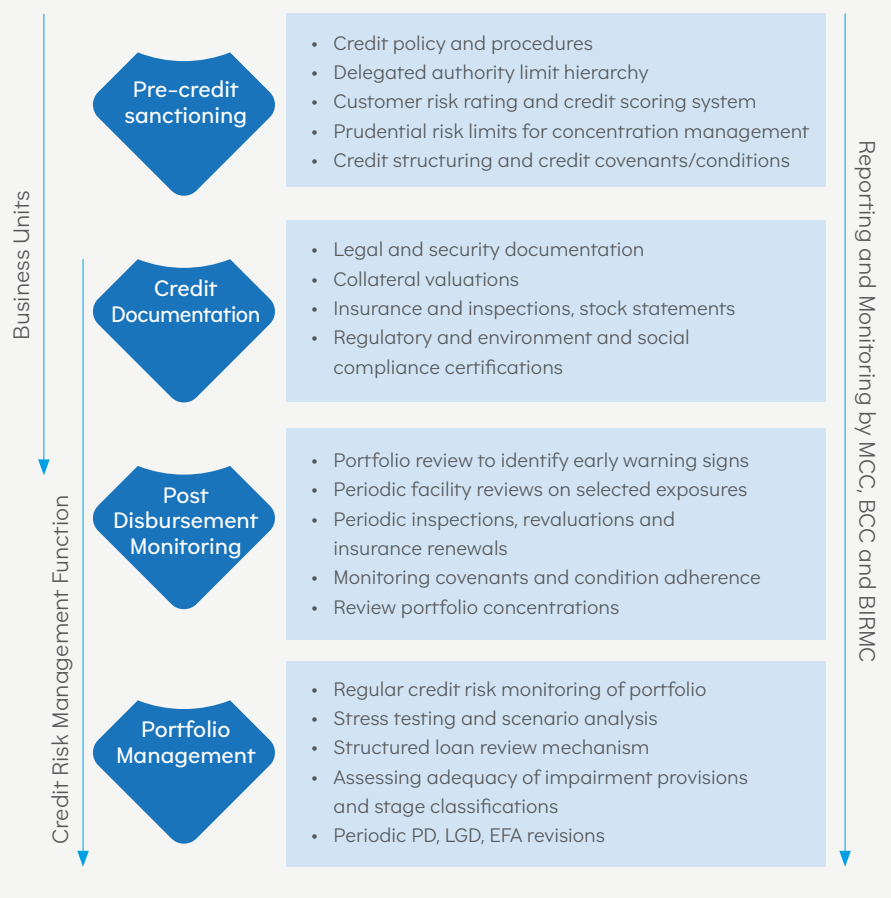 Business Units
Credit Risk Management Function
Pre-credit
sanctioning
• Credit policy and procedures
• Delegated authority limit hierarchy
• Customer risk rating and credit scoring system
• Prudential risk limits for concentration management
• Credit structuring and credit covenants/conditions
Credit
Documentation
• Legal and security documentation
• Collateral valuations
• Insurance and inspections, stock statements
• Regulatory and environment and social
compliance certifications
Post
Disbursement
Monitoring
• Portfolio review to identify early warning signs
• Periodic facility reviews on selected exposures
• Periodic inspections, revaluations and
insurance renewals
• Monitoring covenants and condition adherence
• Review portfolio concentrations
Portfolio
Management
• Regular credit risk monitoring of portfolio
• Stress testing and scenario analysis
• Structured loan review mechanism
• Assessing adequacy of impairment provisions
and stage classifications
• Periodic PD, LGD, EFA revisions
Reporting and Monitoring by MCC, BCC and BIRMC